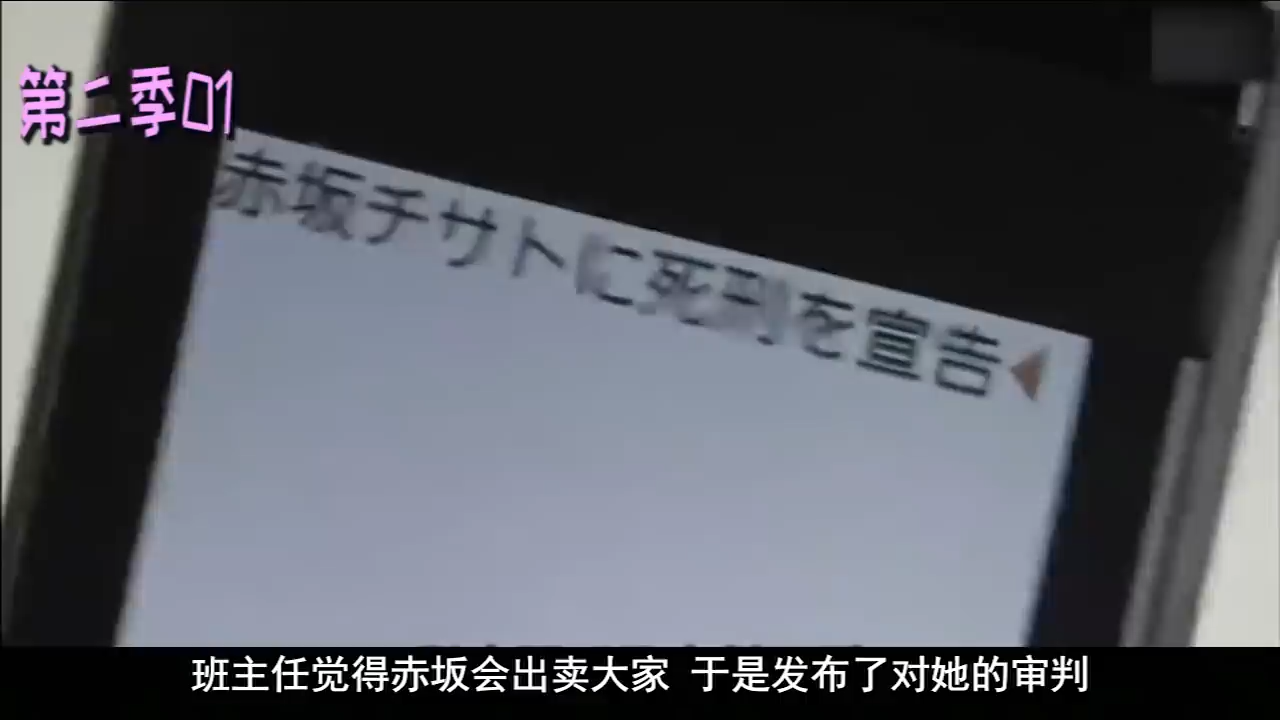 第二季01
赤坂チサトに死刑を宣告
班主任觉得赤坂会出卖大家 于是发布了对她的审判